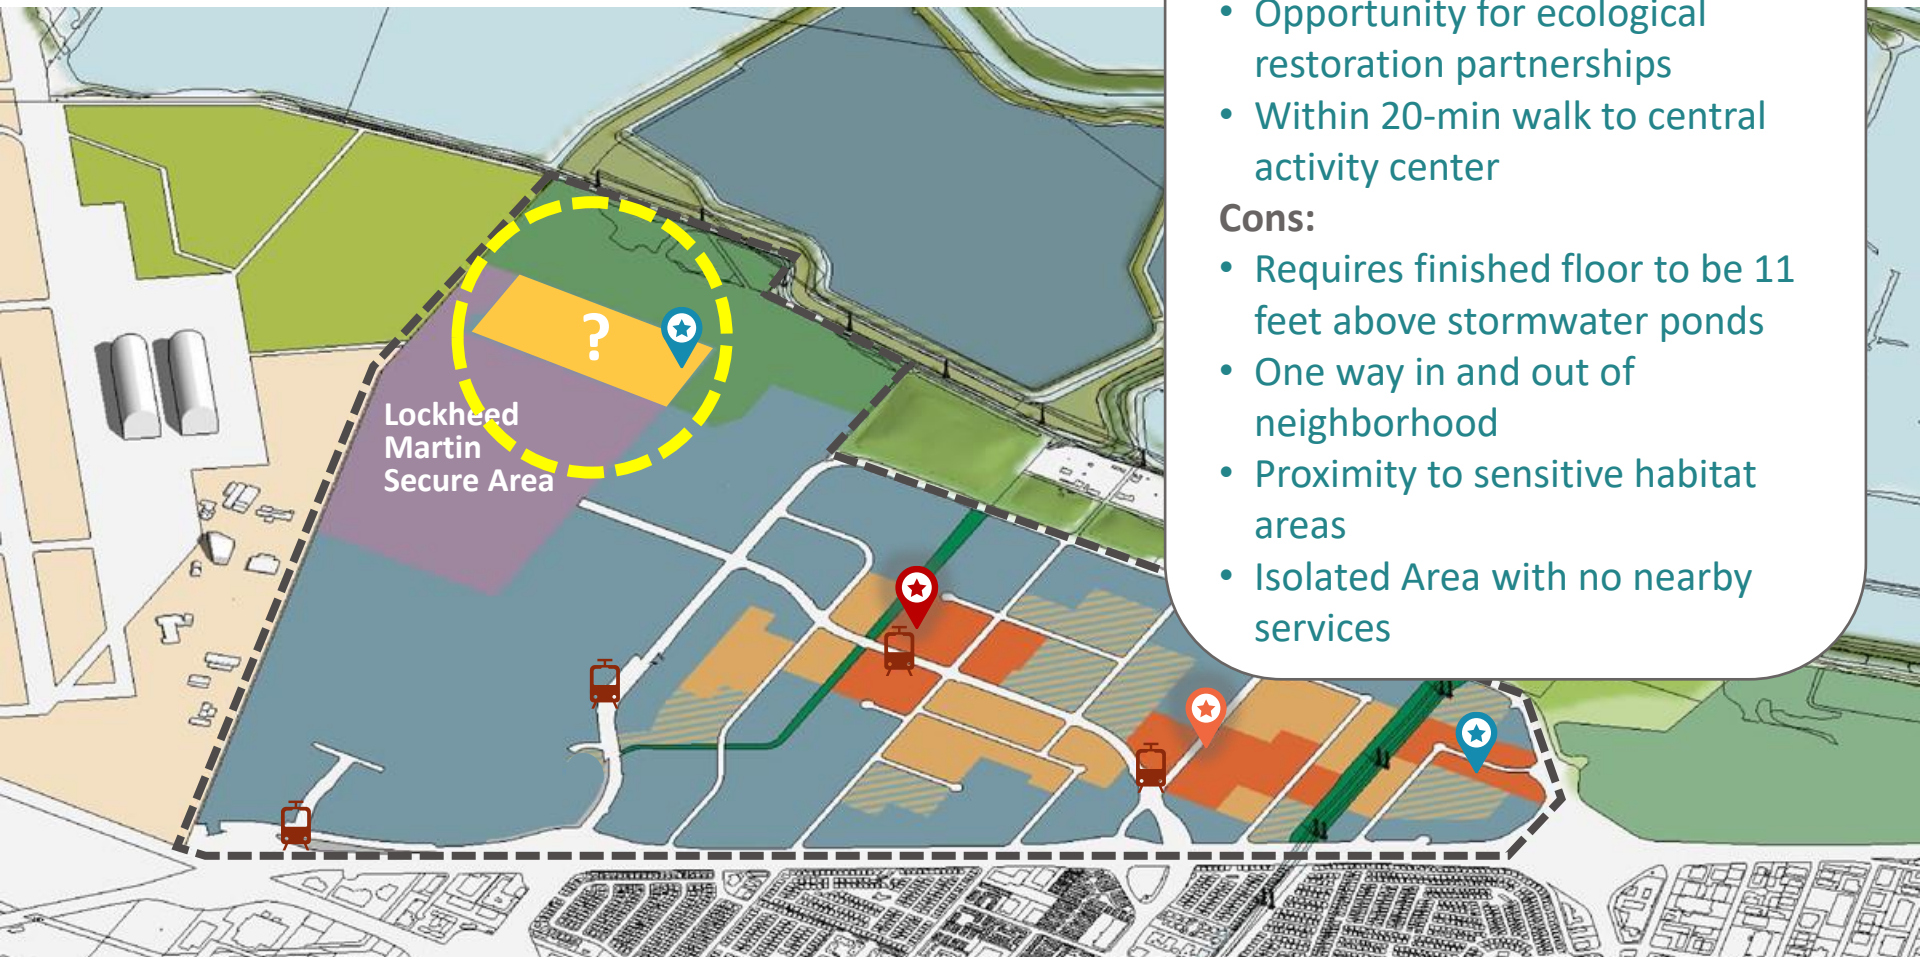 • Opportunity for ecological
restoration partnerships
• Within 20-min walk to central
activity center
Cons:
• Requires finished floor to be 11
feet above stormwater ponds
• One way in and out of
neighborhood
• Proximity to sensitive habitat
areas
• Isolated Area with no nearby
services
?
Lockheed
Martin
Secure Area